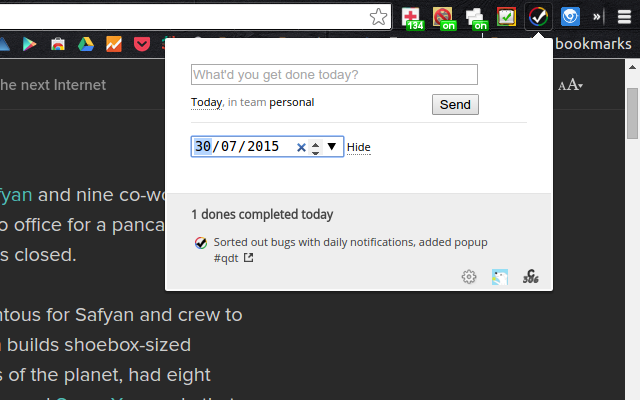 134
on
on
»
bookmarks
he next Internet
AA
What'd you get done today?
Today, in team personal
Send
30/07/2015
Hide
fyan and nine co-wo
o office for a panca
s closed.
1 dones completed today
Sorted out bugs with daily notifications, added popup
#qdt
ntous for Safyan and crew to
builds shoebox-sized
s of the planet, had eight